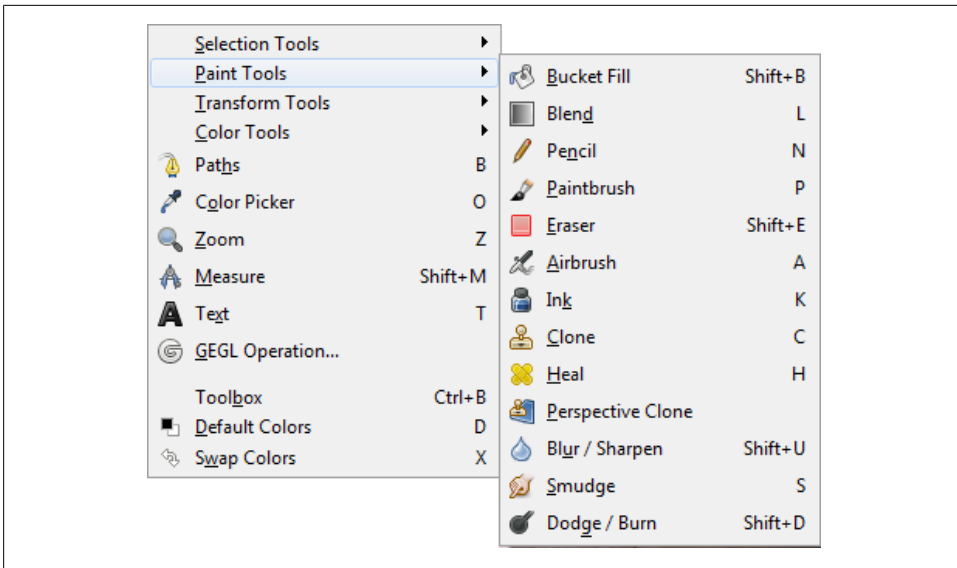 Selection Tools
Paint Tools
Transform Tools
Color Tools
Paths B
Color Picker O
Zoom Z
Measure Shift+M
Text T
GEGL Operation...
Toolbox Ctrl+B
Default Colors D
Swap Colors X
Bucket Fill Shift+B
Blend L
Pencil N
Paintbrush P
Eraser Shift+E
Airbrush A
Ink K
Clone C
Heal H
Perspective Clone
Blur / Sharpen Shift+U
Smudge S
Dodge / Burn Shift+D